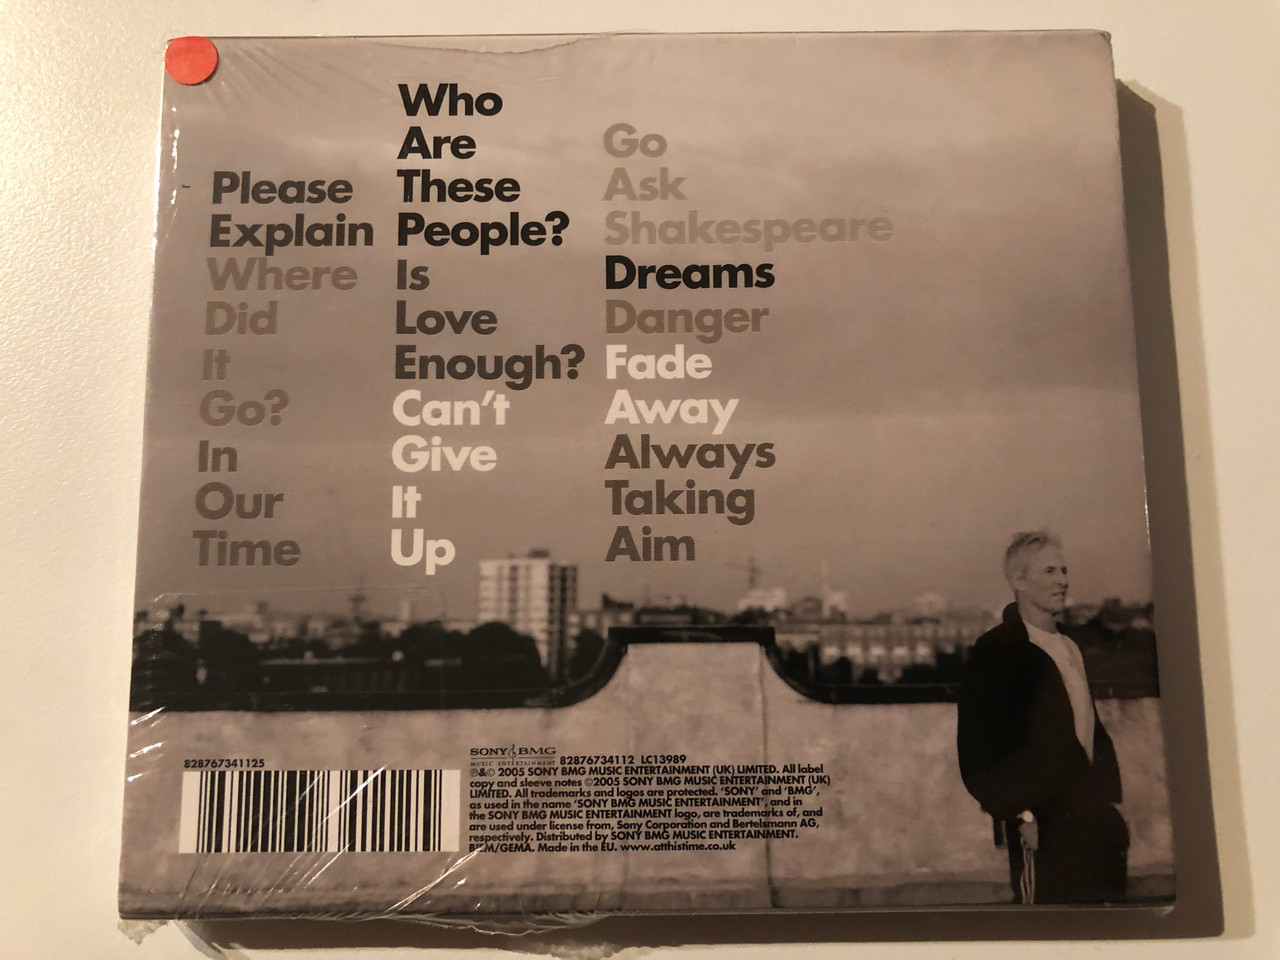 Please
Explain
Where
Did
It
Go?
In
Our
Time
Who
Are
These
People?
Is
Love
Enough?
Can't
Give
It
Up
Go
Ask
Shakespeare
Dreams
Danger
Fade
Away
Always
Taking
Aim
828767341125
SONY BMG
MUSIC ENTERTAINMENT 82876734112 LC13989
℗&© 2005 SONY BMG MUSIC ENTERTAINMENT (UK) LIMITED. All label
copy and sleeve notes ©2005 SONY BMG MUSIC ENTERTAINMENT (UK)
LIMITED. All trademarks and logos are protected. 'SONY' and 'BMG',
as used in the name 'SONY BMG MUSIC ENTERTAINMENT', and in
the SONY BMG MUSIC ENTERTAINMENT logo, are trademarks of, and
are used under license from, Sony Corporation and Bertelsmann AG,
respectively. Distributed by SONY BMG MUSIC ENTERTAINMENT.
BIEM/GEMA. Made in the EU. www.atthistime.co.uk